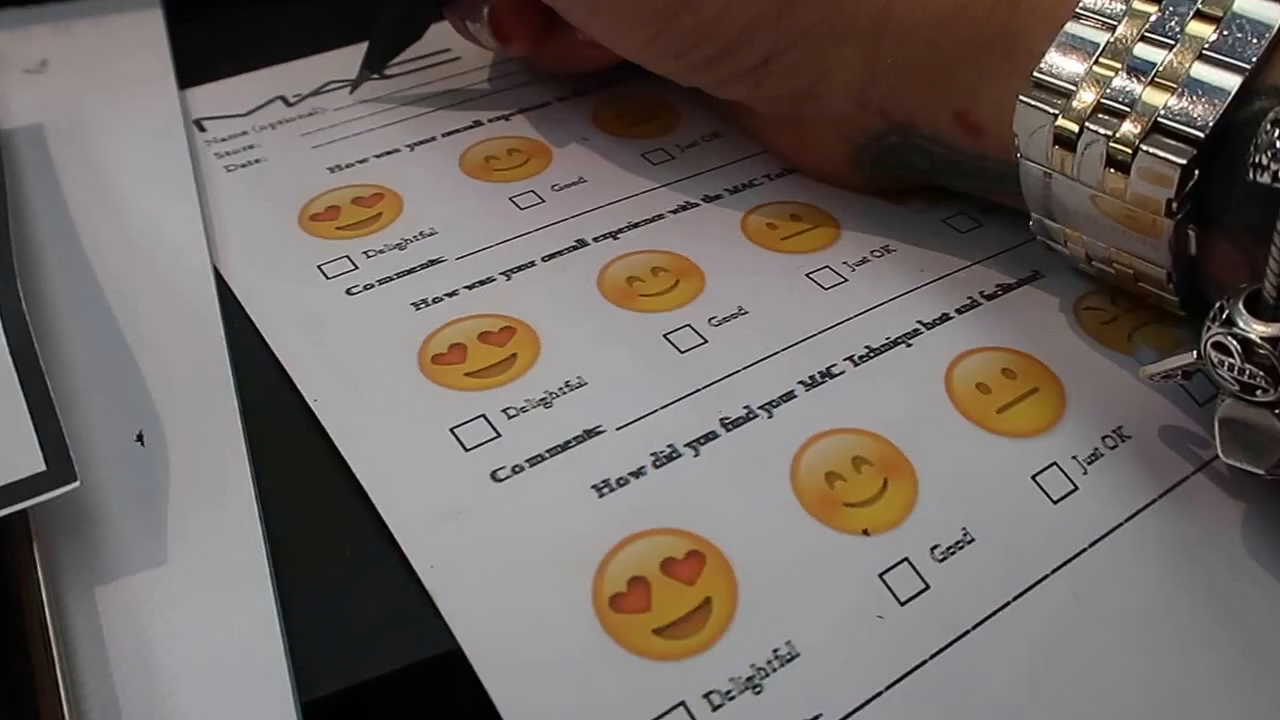 MAC
Name (optional):
Store:
Date:
How was your overall experience
Delightful
Good
Just OK
Comments:
How was your overall experience with the MAC
Delightful
Good
Just OK
Comments:
How did you find your MAC Technique host and facilities?
Delightful
Good
Just OK